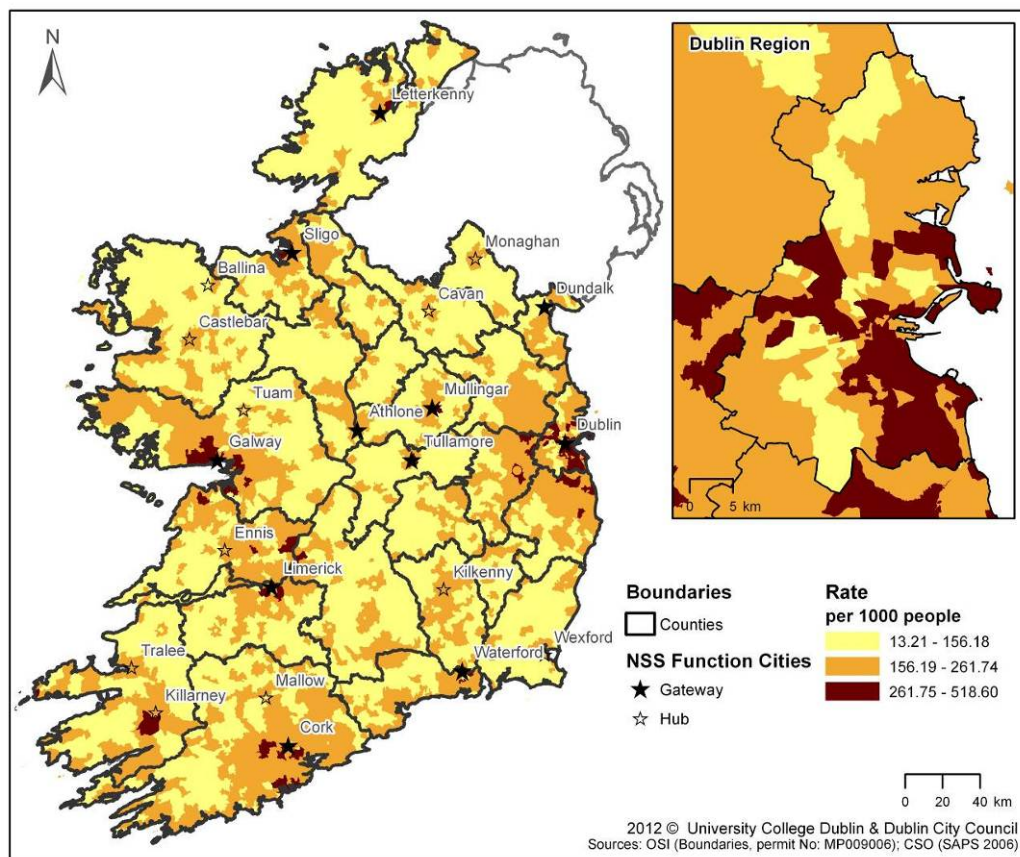 N
Letterkenny
Sligo
Monaghan
Ballina
Dundalk
Cavan
Castlebar
Tuam
Mullingar
Athlone
Dublin
Galway
Tullamore
Ennis
Limerick
Kilkenny
Wexford
Tralee
Waterford
Killarney
Mallow
Cork
Dublin Region
0 5 km
Boundaries
Counties
NSS Function Cities
Gateway
Hub
Rate
per 1000 people
13.21 - 156.18
156.19 - 261.74
261.75 - 518.60
0 20 40 km
2012 © University College Dublin & Dublin City Council
Sources: OSI (Boundaries, permit No: MP009006); CSO (SAPS 2006)